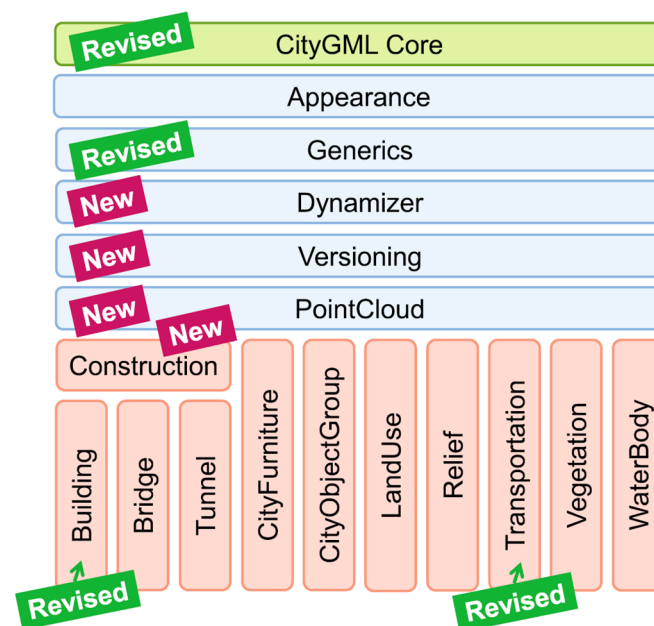 Revised
CityGML Core
Appearance
Revised
Generics
New
Dynamizer
New
Versioning
New
PointCloud
New
Construction
Building
Bridge
Tunnel
CityFurniture
CityObjectGroup
LandUse
Relief
Transportation
Vegetation
WaterBody
Revised
Revised